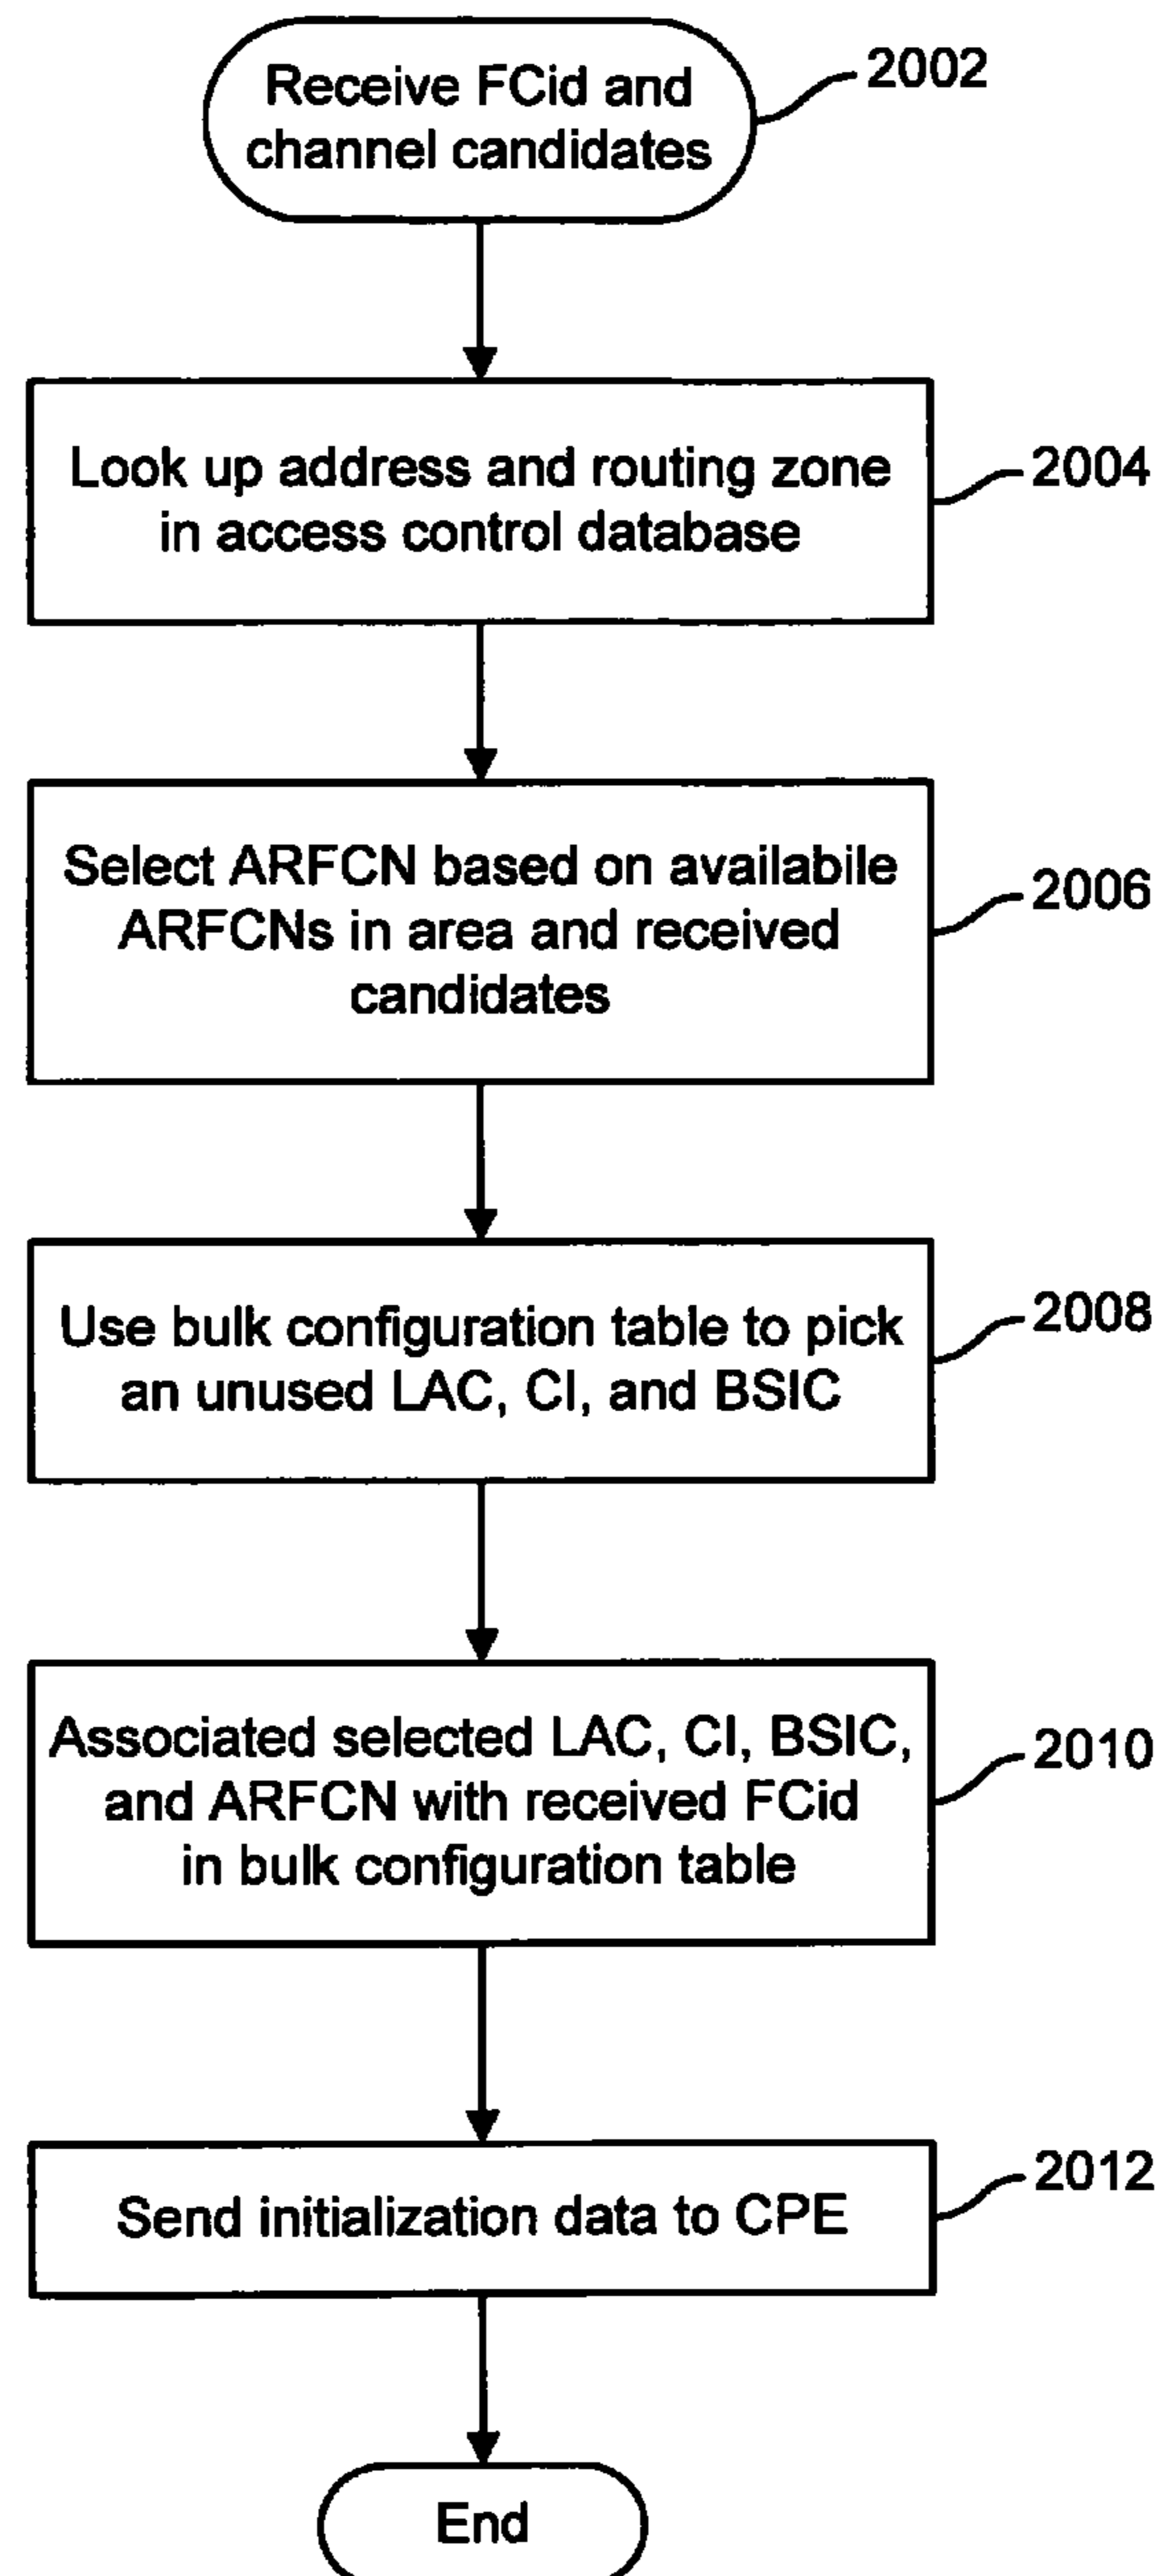 Receive FCid and
channel candidates
2002
Look up address and routing zone
in access control database
2004
Select ARFCN based on availabile
ARFCNs in area and received
candidates
2006
Use bulk configuration table to pick
an unused LAC, CI, and BSIC
2008
Associated selected LAC, CI, BSIC,
and ARFCN with received FCid
in bulk configuration table
2010
Send initialization data to CPE
2012
End